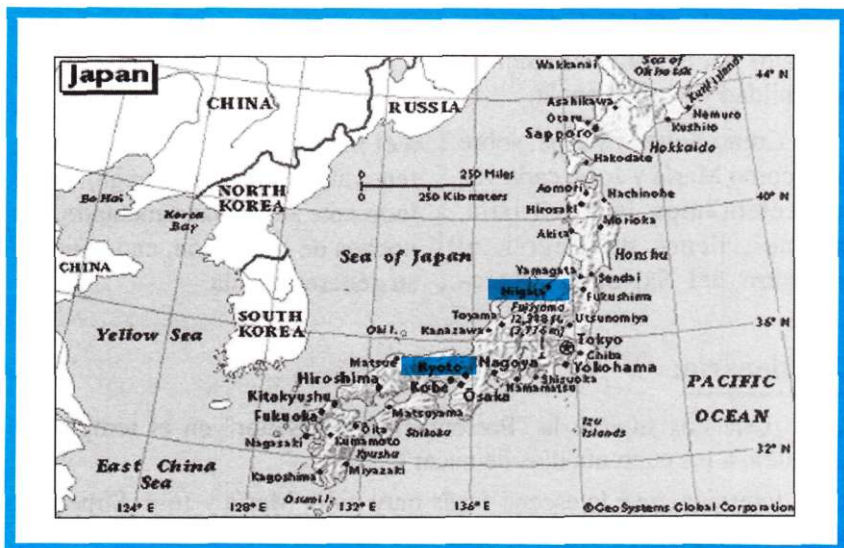 Japan
Sea of
Okhotsk
Wakkanai
44° N
Kuril Islands
CHINA
RUSSIA
Asahikawa
Otaru
Nemuro
Sapporo
Kushiro
Hokkaido
Hakodate
0 250 Miles
0 250 Kilometers
Bo Hai
NORTH
KOREA
Korea
Bay
Aomori
Hachinohe
40° N
Hirosaki
Morioka
Akita
Honshu
CHINA
Sea of Japan
Yamagata
Sendai
Niigata
Fukushima
SOUTH
KOREA
Toyama
Fujiyama
12,388 ft.
(3,776 m)
Utsunomiya
Kanazawa
36° N
Oki I.
Tokyo
Yellow Sea
Matsue
Kyoto
Nagoya
Chiba
Yokohama
Hiroshima
Kobe
Shizuoka
Hamamatsu
PACIFIC
OCEAN
Kitakyushu
Osaka
Fukuoka
Matsuyama
Izu
Islands
Oita
Shikoku
Nagasaki
Kumamoto
32° N
Kyushu
East China
Sea
Kagoshima
Miyazaki
Osumi I.
124° E
128° E
132° E
136° E
©GeoSystems Global Corporation